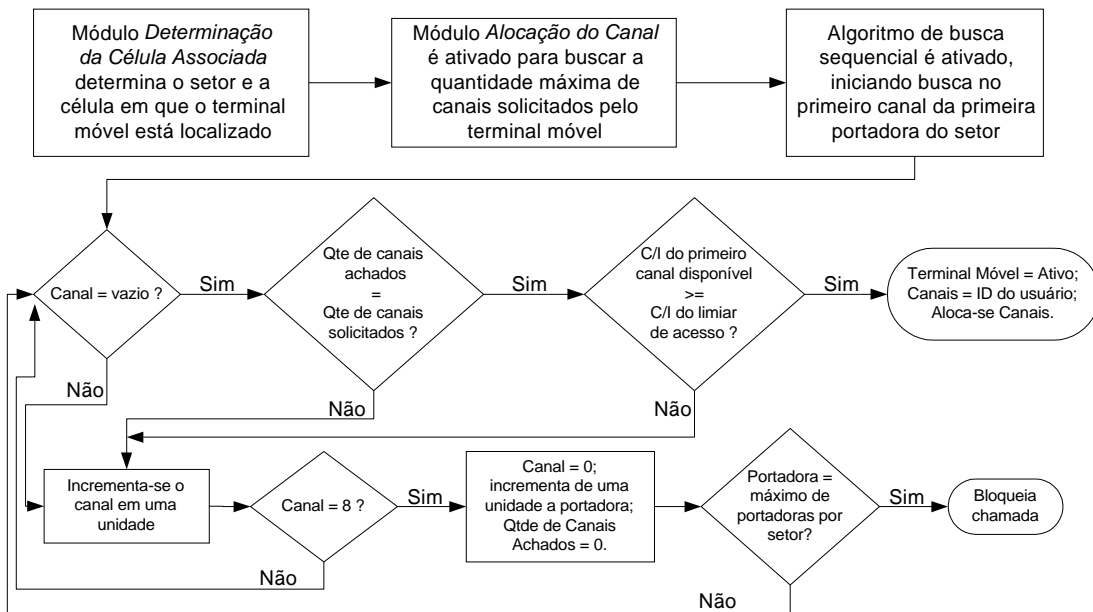 Módulo Determinação
da Célula Associada
determina o setor e a
célula em que o terminal
móvel está localizado
Módulo Alocação do Canal
é ativado para buscar a
quantidade máxima de
canais solicitados pelo
terminal móvel
Algoritmo de busca
sequencial é ativado,
iniciando busca no
primeiro canal da primeira
portadora do setor
Canal = vazio ?
Sim
Qte de canais
achados
=
Qte de canais
solicitados ?
Sim
C/I do primeiro
canal disponível
>=
C/I do limiar
de acesso ?
Sim
Terminal Móvel = Ativo;
Canais = ID do usuário;
Aloca-se Canais.
Não
Não
Não
Incrementa-se o
canal em uma
unidade
Canal = 8 ?
Sim
Canal = 0;
incrementa de uma
unidade a portadora;
Qtde de Canais
Achados = 0.
Portadora =
máximo de
portadoras por
setor?
Sim
Bloqueia
chamada
Não
Não